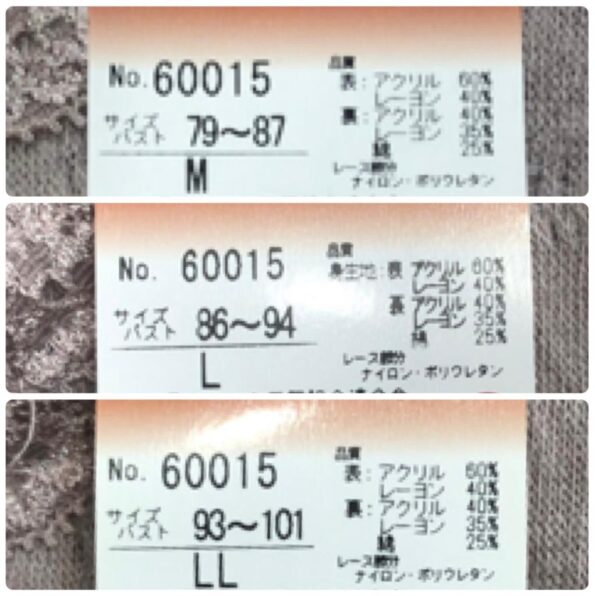 No. 60015
サイズ
バスト 79～87
M
品質
表：アクリル 60%
レーヨン 40%
裏：アクリル 40%
レーヨン 35%
綿 25%
レース部分
ナイロン・ポリウレタン
No. 60015
サイズ
バスト 86～94
L
品質
身生地：表 アクリル 60%
レーヨン 40%
裏 アクリル 40%
レーヨン 35%
綿 25%
レース部分
ナイロン・ポリウレタン
No. 60015
サイズ
バスト 93～101
LL
品質
表：アクリル 60%
レーヨン 40%
裏：アクリル 40%
レーヨン 35%
綿 25%
レース部分
ナイロン・ポリウレタン